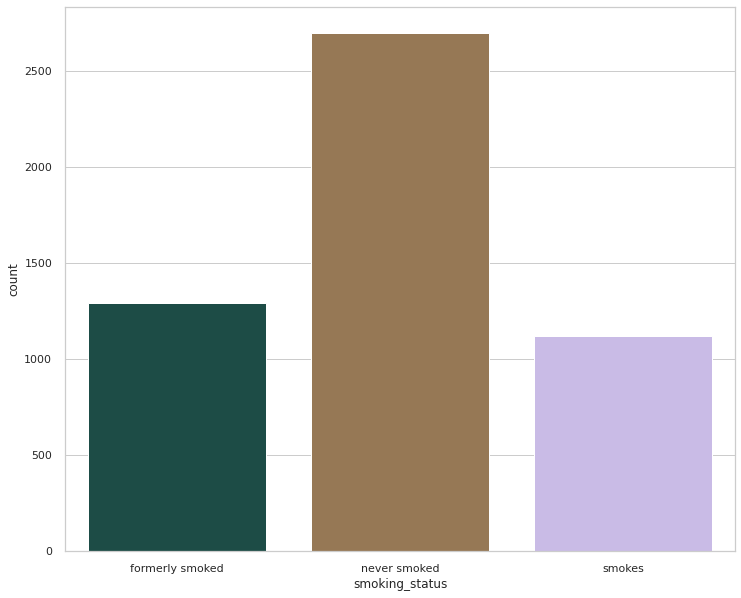 2500
2000
1500
1000
500
0
count
formerly smoked
never smoked
smokes
smoking_status